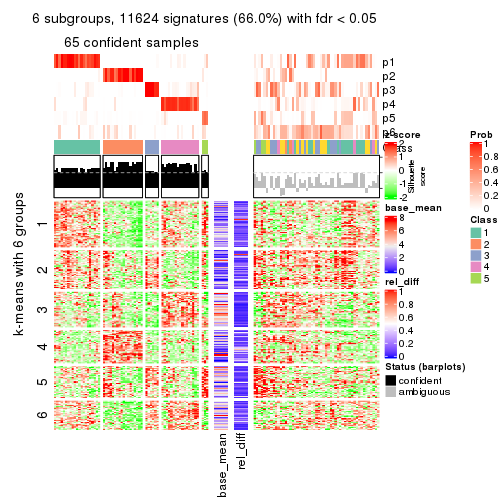 6 subgroups, 11624 signatures (66.0%) with fdr < 0.05
65 confident samples
p1
p2
p3
p4
p5
p6
Class
z-score
2
1
0
-1
-2
Silhouette
score
Prob
1
0.8
0.6
0.4
0.2
0
base_mean
8
6
4
2
0
Class
1
2
3
4
5
rel_diff
1
0.8
0.6
0.4
0.2
0
Status (barplots)
confident
ambiguous
k-means with 6 groups
1
2
3
4
5
6
base_mean
rel_diff